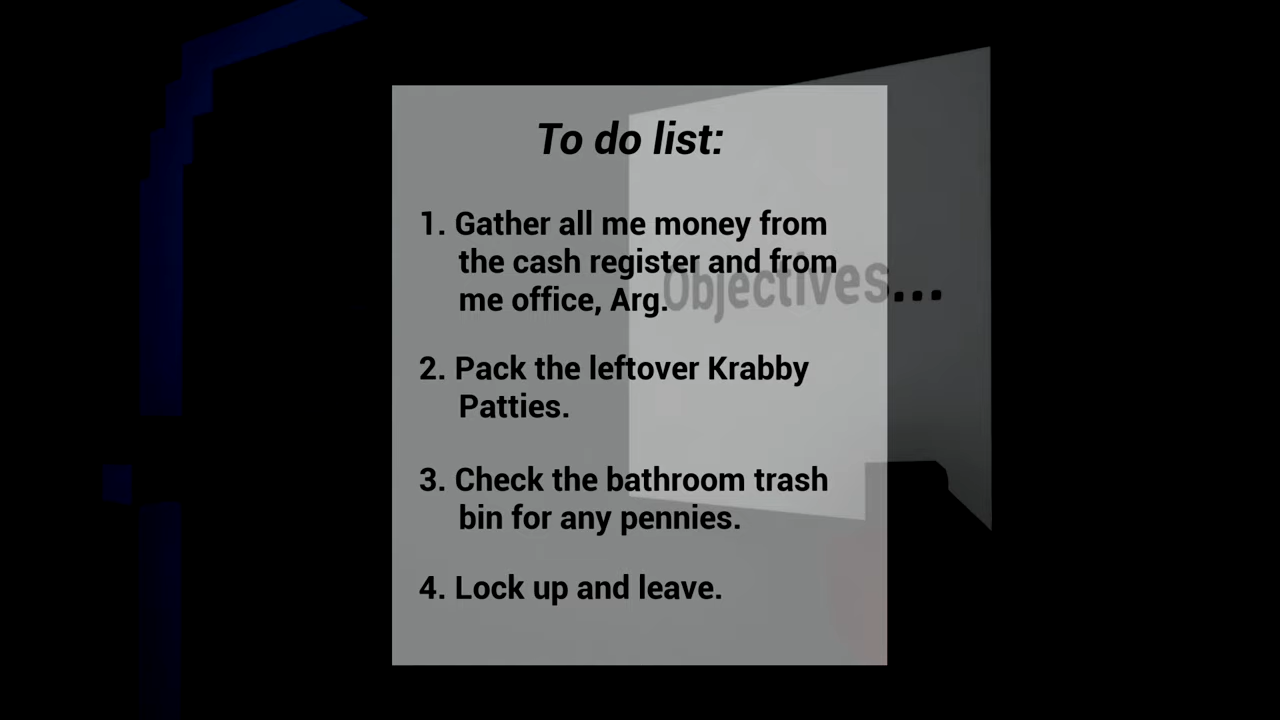 To do list:
1. Gather all me money from
the cash register and from
me office, Arg.
Objectives...
2. Pack the leftover Krabby
Patties.
3. Check the bathroom trash
bin for any pennies.
4. Lock up and leave.